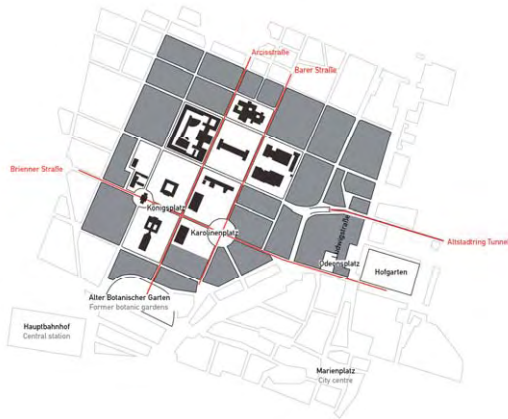 Arcisstraße
Barer Straße
Brienner Straße
Königsplatz
Karolinenplatz
Ludwigstraße
Altstadtring Tunnel
Odeonsplatz
Hofgarten
Alter Botanischer Garten
Former botanic gardens
Hauptbahnhof
Central station
Marienplatz
City centre